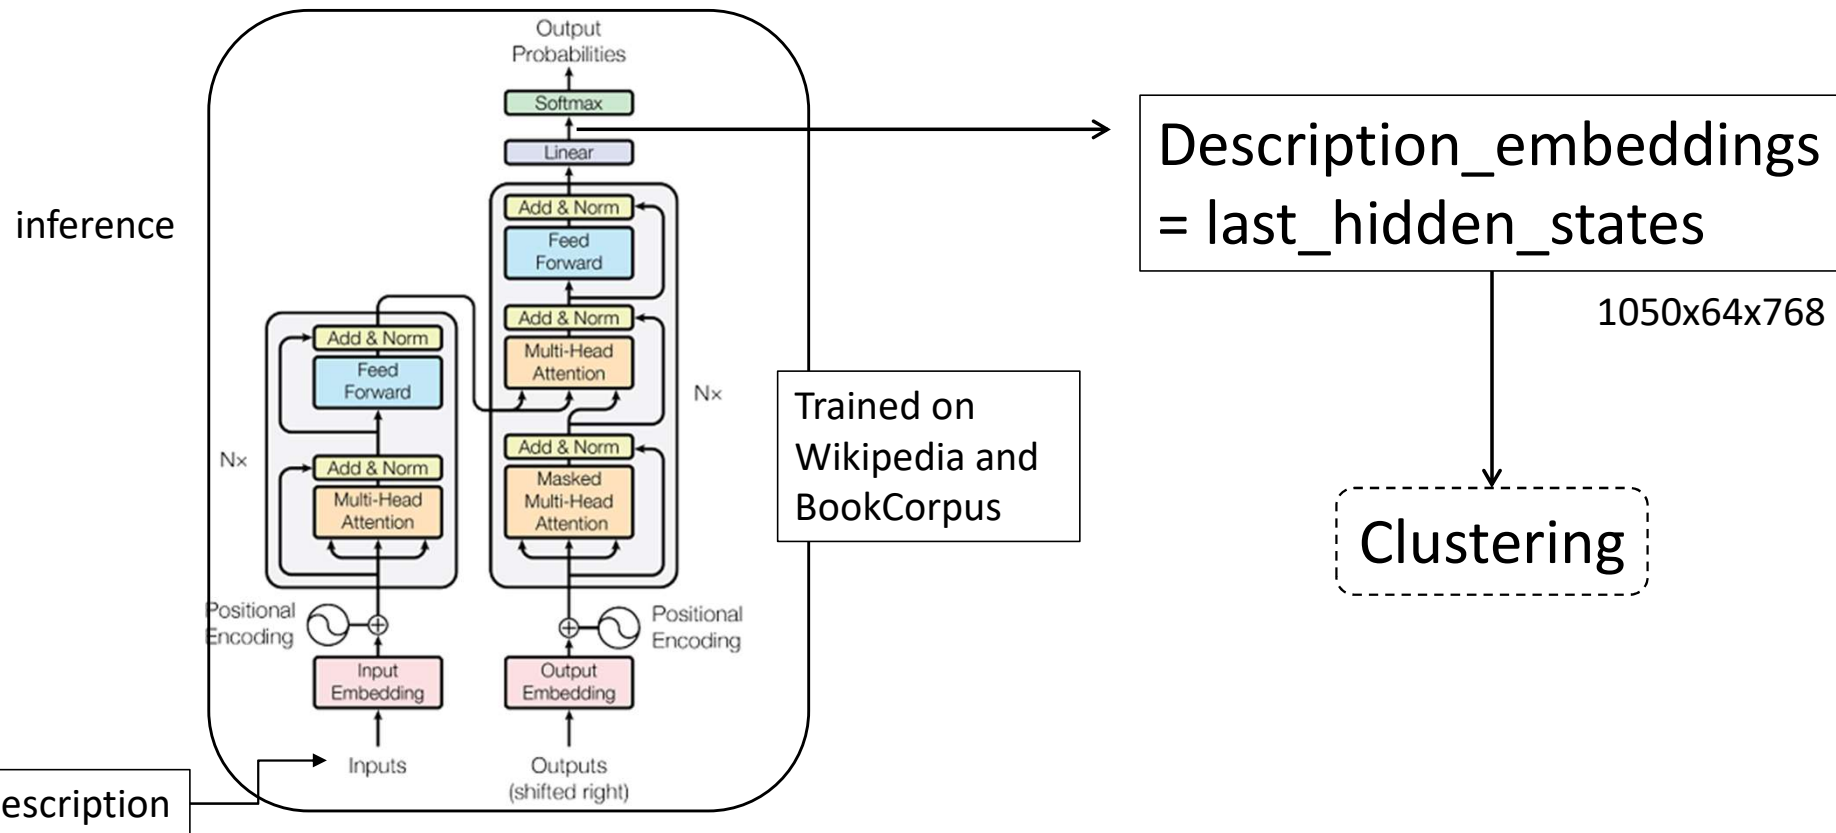 inference
Output
Probabilities
Softmax
Linear
Add & Norm
Feed
Forward
Add & Norm
Multi-Head
Attention
Nx
Add & Norm
Masked
Multi-Head
Attention
Add & Norm
Feed
Forward
Nx
Add & Norm
Multi-Head
Attention
Positional
Encoding
Positional
Encoding
Input
Embedding
Output
Embedding
Inputs
Outputs
(shifted right)
escription
Trained on
Wikipedia and
BookCorpus
Description_embeddings
= last_hidden_states
1050x64x768
Clustering